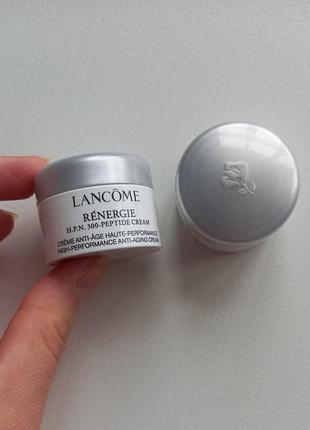 LANCÔME
RÉNERGIE
H.P.N. 300-PEPTIDE CREAM
CRÈME ANTI-ÂGE HAUTE-PERFORMANCE
HIGH-PERFORMANCE ANTI-AGING CREAM